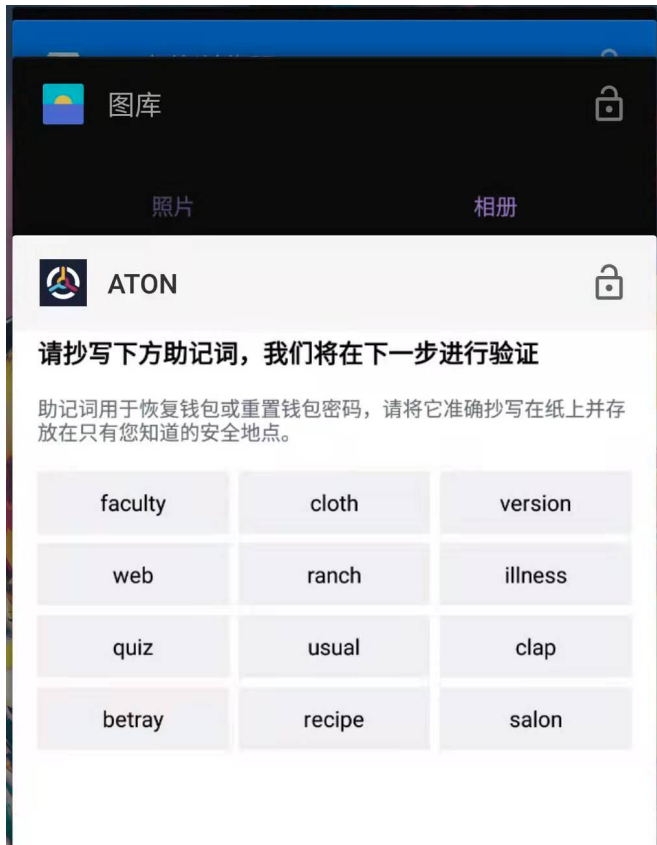 图库
照片 相册
ATON
请抄写下方助记词，我们将在下一步进行验证
助记词用于恢复钱包或重置钱包密码，请将它准确抄写在纸上并存
放在只有您知道的安全地点。
faculty cloth version
web ranch illness
quiz usual clap
betray recipe salon